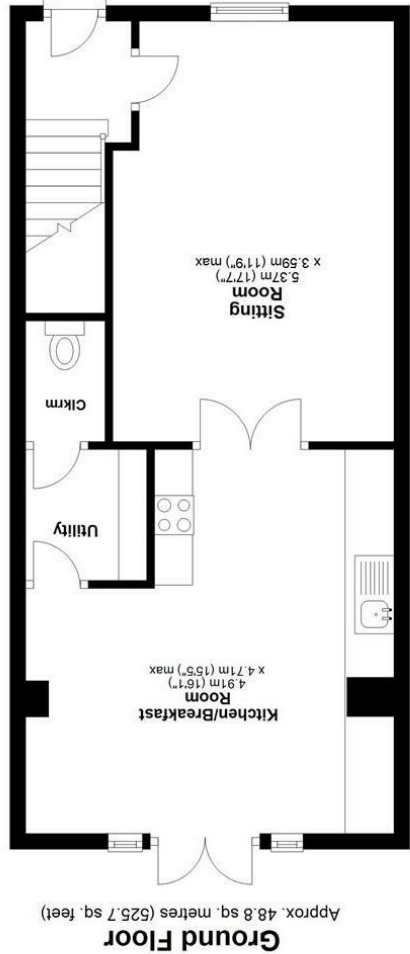 Ground Floor
Approx. 48.8 sq. metres (525.7 sq. feet)
Kitchen/Breakfast
Room
4.91m (16'1")
x 4.71m (15'5") max
Utility
Clkrm
Sitting
Room
5.37m (17'7")
x 3.59m (11'9") max